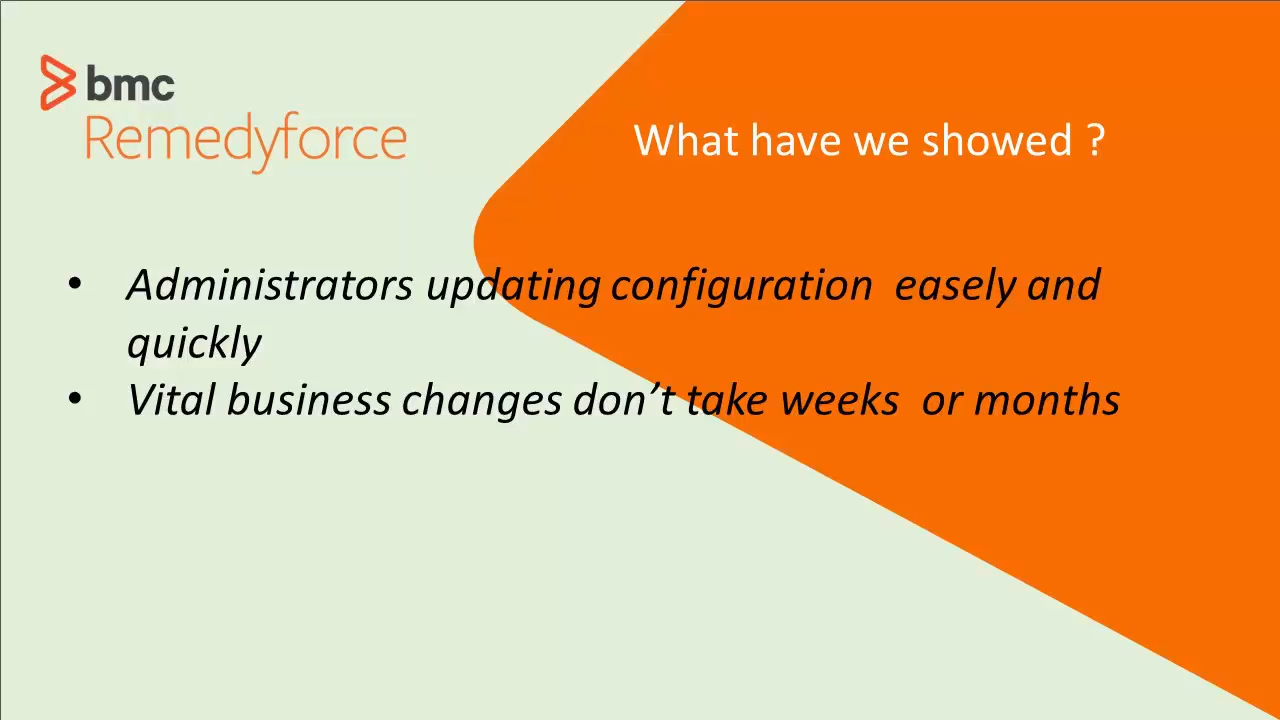 bmc
Remedyforce
What have we showed ?
• Administrators updating configuration  easely and
quickly
• Vital business changes don’t take weeks  or months